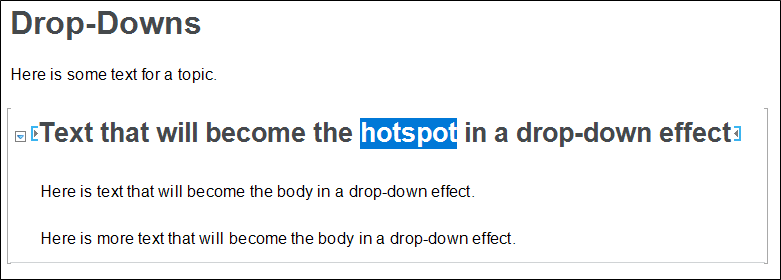 Drop-Downs
Here is some text for a topic.
Text that will become the hotspot in a drop-down effect
Here is text that will become the body in a drop-down effect.
Here is more text that will become the body in a drop-down effect.